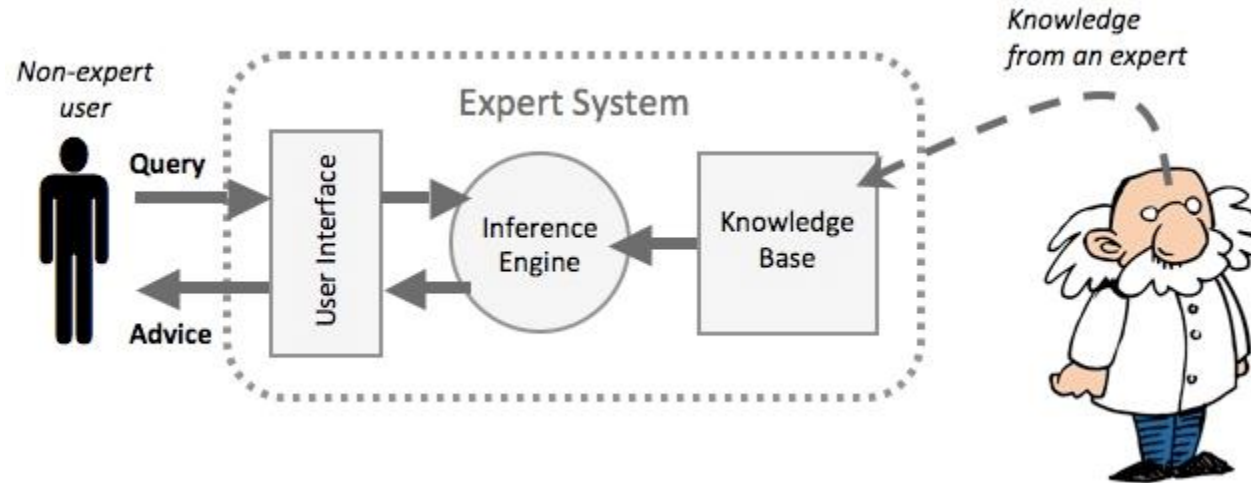 Non-expert
user
Query
Advice
Expert System
User Interface
Inference
Engine
Knowledge
Base
Knowledge
from an expert